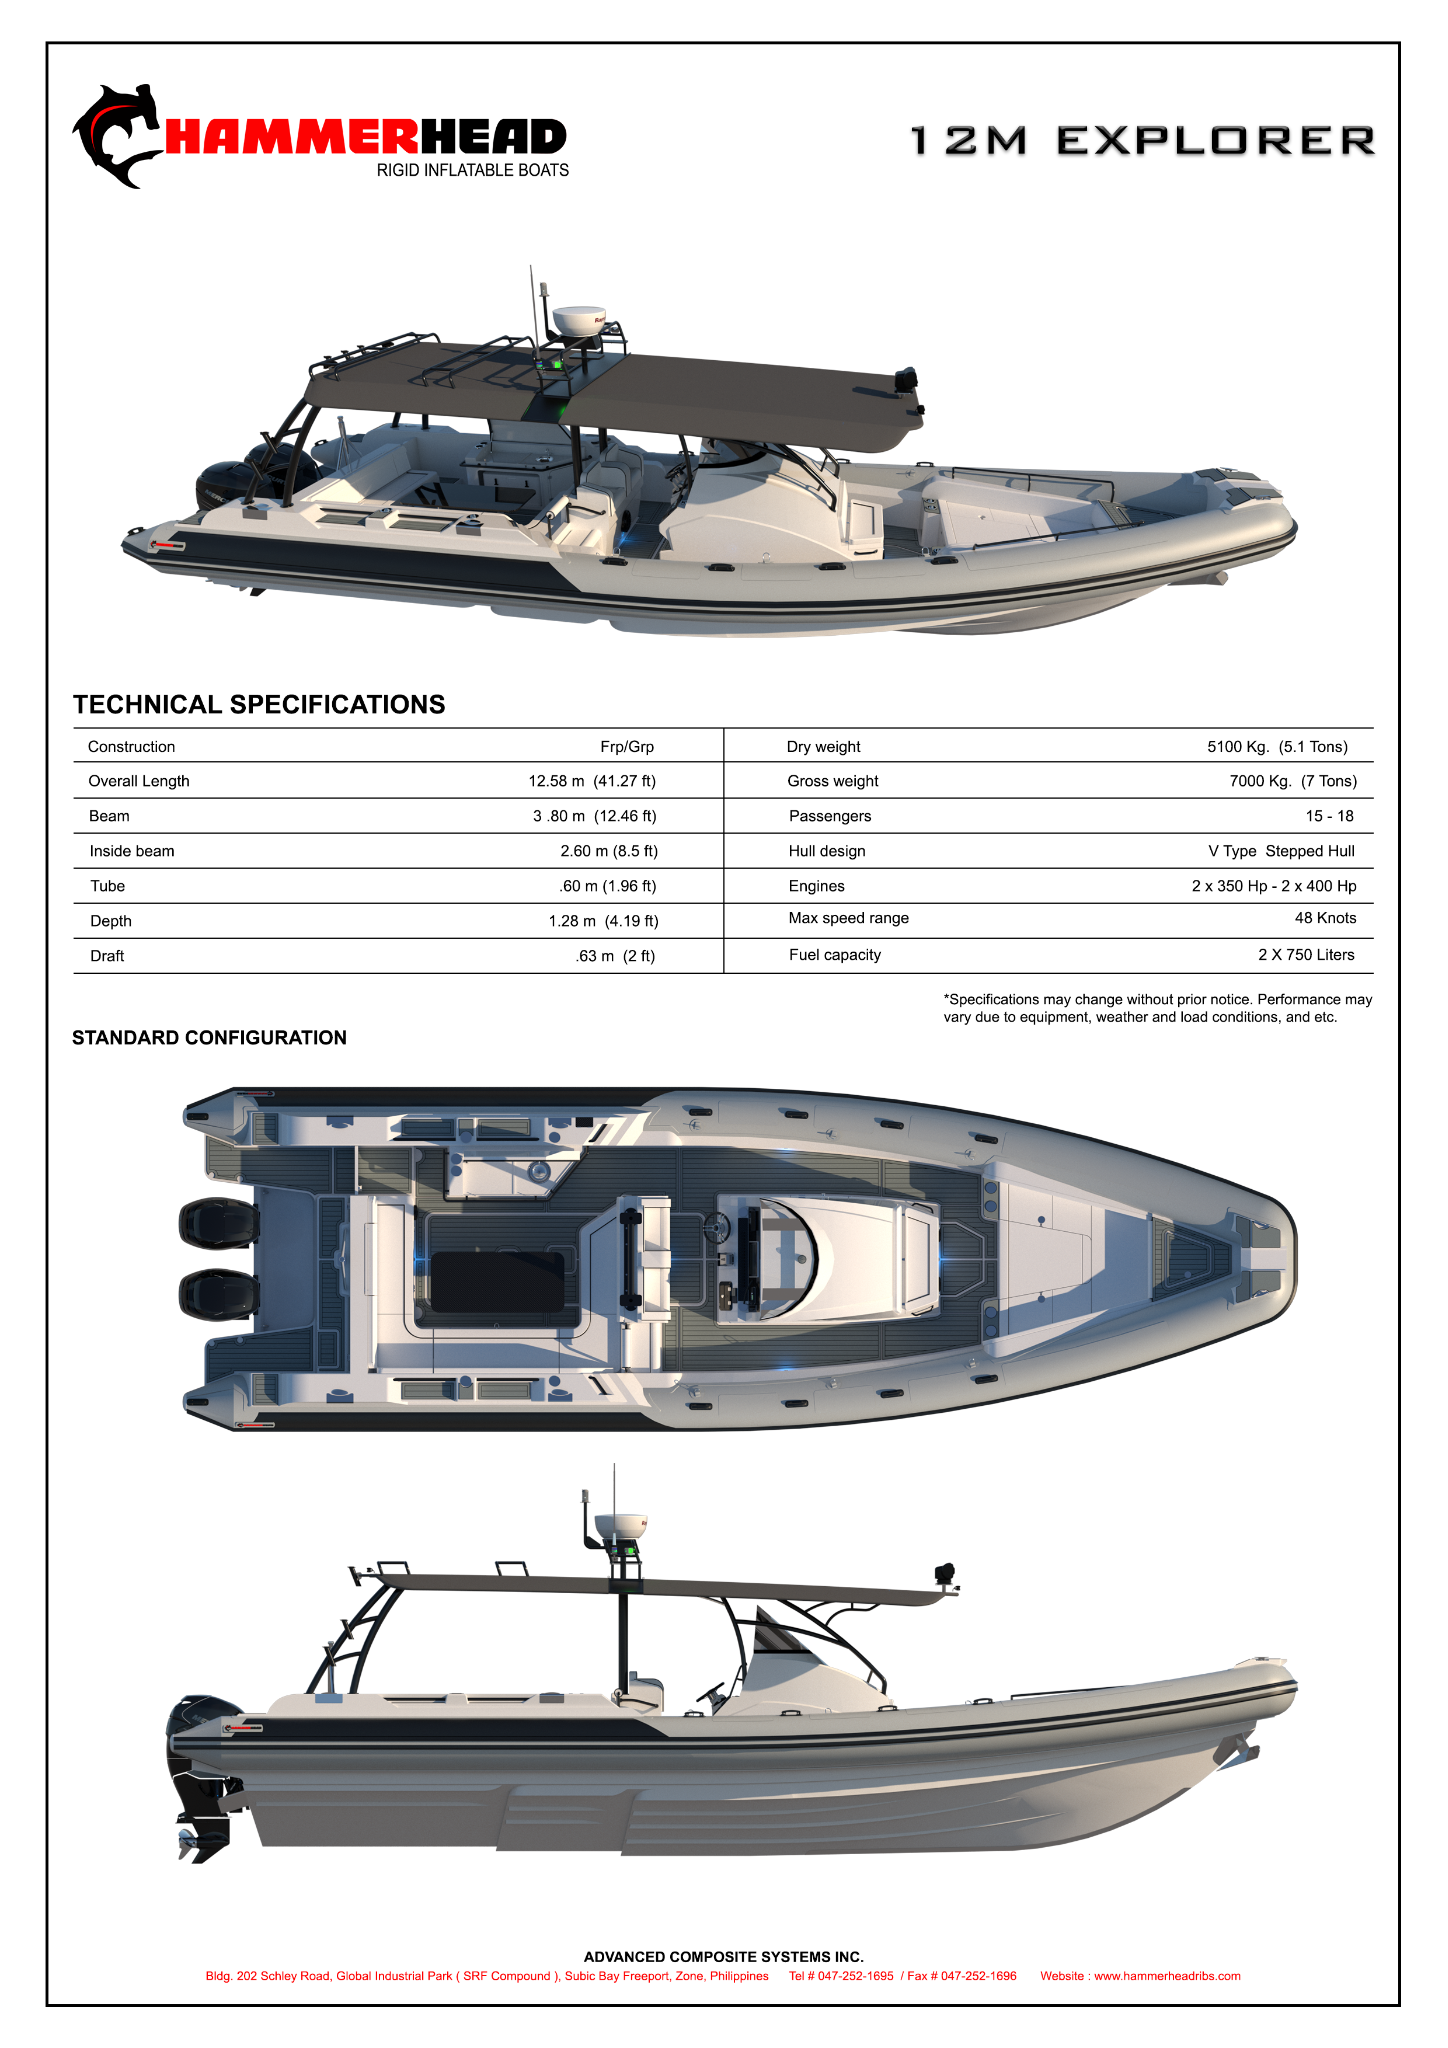 HAMMERHEAD
RIGID INFLATABLE BOATS
12M EXPLORER
TECHNICAL SPECIFICATIONS
Construction Frp/Grp Dry weight 5100 Kg. (5.1 Tons)
Overall Length 12.58 m (41.27 ft) Gross weight 7000 Kg. (7 Tons)
Beam 3 .80 m (12.46 ft) Passengers 15 - 18
Inside beam 2.60 m (8.5 ft) Hull design V Type Stepped Hull
Tube .60 m (1.96 ft) Engines 2 x 350 Hp - 2 x 400 Hp
Depth 1.28 m (4.19 ft) Max speed range 48 Knots
Draft .63 m (2 ft) Fuel capacity 2 X 750 Liters
*Specifications may change without prior notice. Performance may
vary due to equipment, weather and load conditions, and etc.
STANDARD CONFIGURATION
ADVANCED COMPOSITE SYSTEMS INC.
Bldg. 202 Schley Road, Global Industrial Park ( SRF Compound ), Subic Bay Freeport, Zone, Philippines Tel # 047-252-1695 / Fax # 047-252-1696 Website : www.hammerheadribs.com